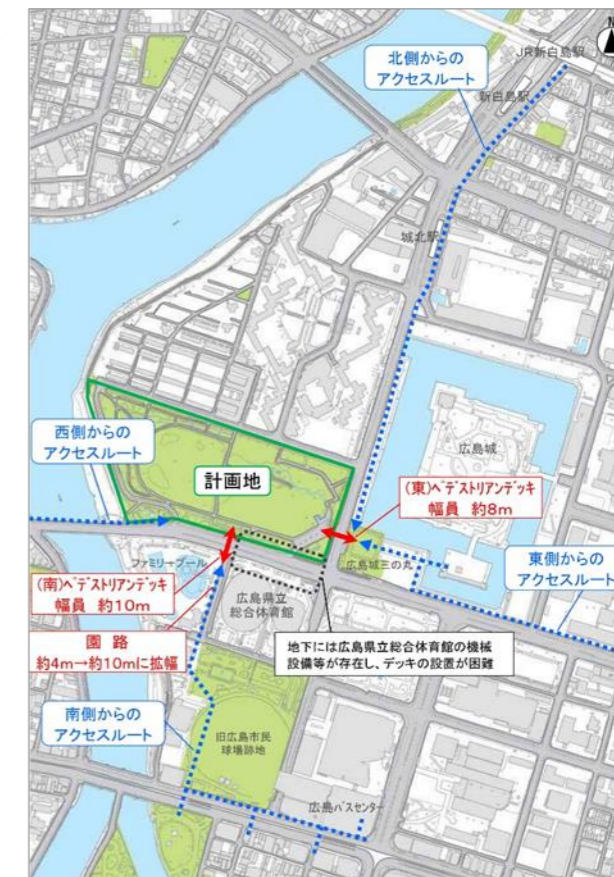 N
JR新白島駅
北側からの
アクセスルート
新白島駅
城北駅
広島城
西側からの
アクセスルート
計画地
(東)ペデストリアンデッキ
幅員 約8m
ファミリープール
広島城三の丸
東側からの
アクセスルート
(南)ペデストリアンデッキ
幅員 約10m
広島県立
総合体育館
園路
約4m→約10mに拡幅
地下には広島県立総合体育館の機械
設備等が存在し、デッキの設置が困難
南側からの
アクセスルート
旧広島市民
球場跡地
広島バスセンター